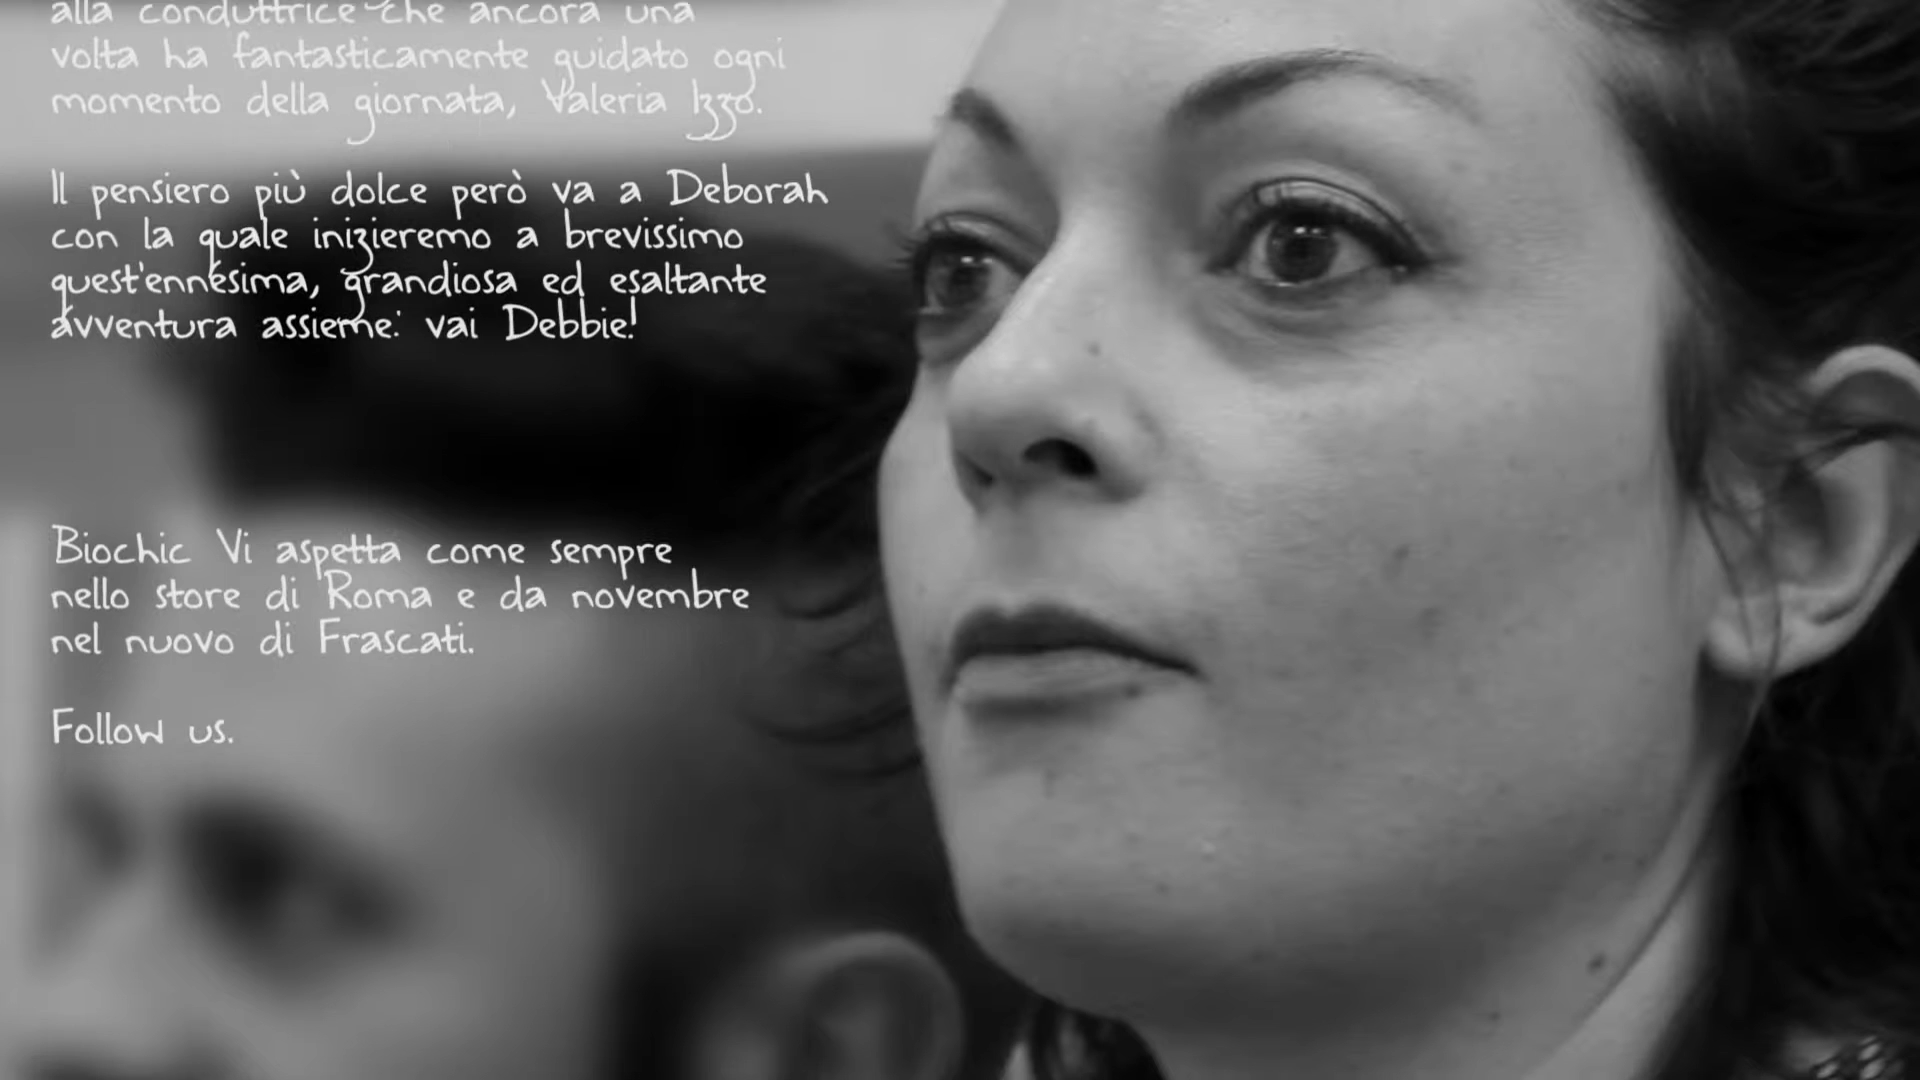 alla conduttrice che ancora una
volta ha fantasticamente guidato ogni
momento della giornata, Valeria Izzo.
Il pensiero più dolce però va a Deborah
con la quale inizieremo a brevissimo
quest'ennesima, grandiosa ed esaltante
avventura assieme: vai Debbie!
Biochic Vi aspetta come sempre
nello store di Roma e da novembre
nel nuovo di Frascati.
Follow us.